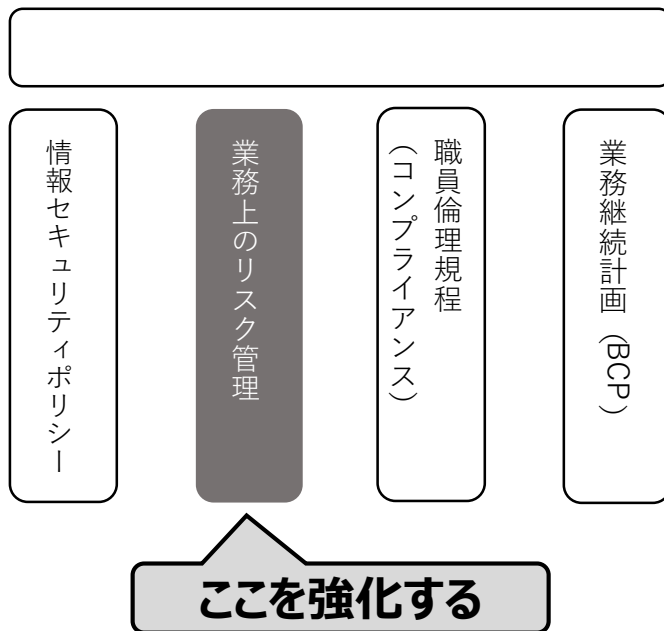 情報セキュリティポリシー
業務上のリスク管理
職員倫理規程
（コンプライアンス）
業務継続計画（BCP）
ここを強化する